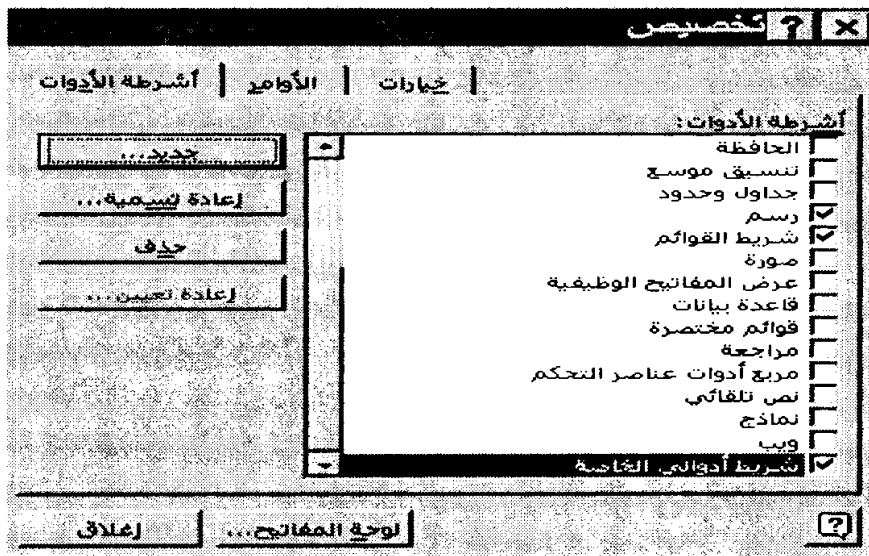 تخصيص
أشرطة الأدوات
الأوامر
خيارات
أشرطة الأدوات:
الحافظة
تنسيق موسع
جداول وحدود
رسم
شريط القوائم
صورة
عرض المفاتيح الوظيفية
قاعدة بيانات
قوائم مختصرة
مراجعة
مربع أدوات عناصر التحكم
نص تلقائي
نماذج
ويب
شريط أدواتي الخاصة
جديد...
إعادة تسمية...
حذف
إعادة تعيين...
لوحة المفاتيح...
إغلاق